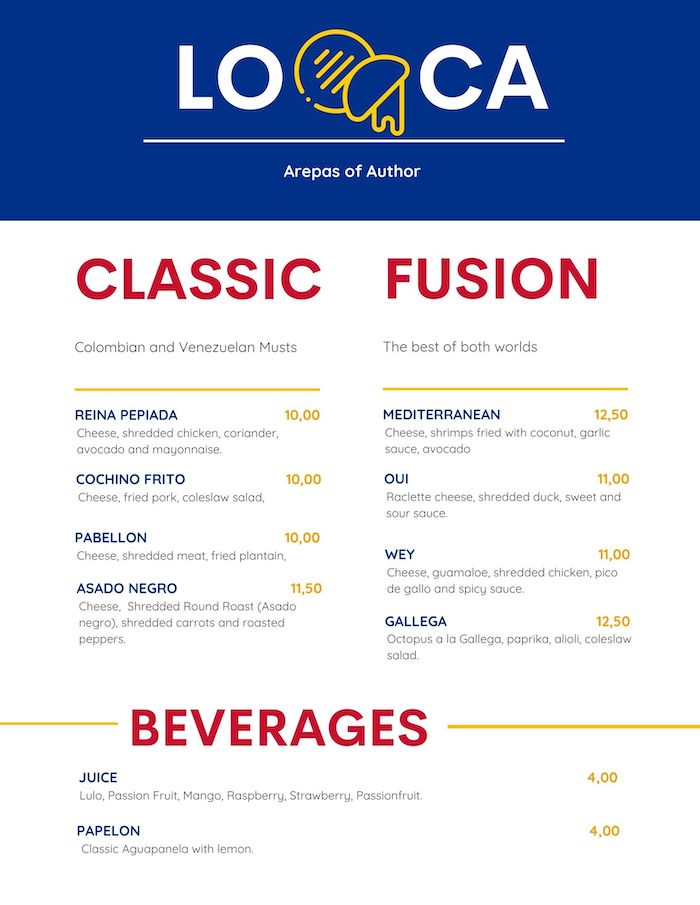 LO CA
Arepas of Author
CLASSIC
Colombian and Venezuelan Musts
REINA PEPIADA 10,00
Cheese, shredded chicken, coriander,
avocado and mayonnaise.
COCHINO FRITO 10,00
Cheese, fried pork, coleslaw salad,
PABELLON 10,00
Cheese, shredded meat, fried plantain,
ASADO NEGRO 11,50
Cheese, Shredded Round Roast (Asado
negro), shredded carrots and roasted
peppers.
FUSION
The best of both worlds
MEDITERRANEAN 12,50
Cheese, shrimps fried with coconut, garlic
sauce, avocado
OUI 11,00
Raclette cheese, shredded duck, sweet and
sour sauce.
WEY 11,00
Cheese, guamaloe, shredded chicken, pico
de gallo and spicy sauce.
GALLEGA 12,50
Octopus a la Gallega, paprika, alioli, coleslaw
salad.
BEVERAGES
JUICE 4,00
Lulo, Passion Fruit, Mango, Raspberry, Strawberry, Passionfruit.
PAPELON 4,00
Classic Aguapanela with lemon.